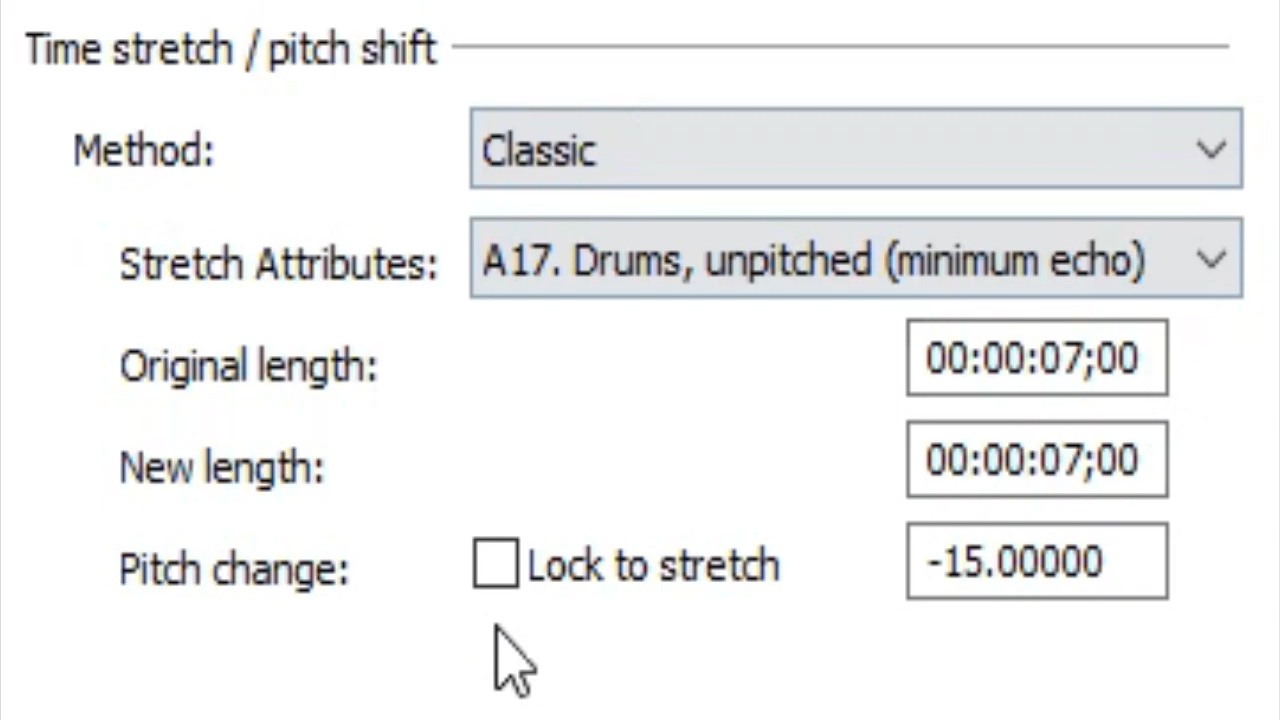 Time stretch / pitch shift
Method: Classic
Stretch Attributes: A17. Drums, unpitched (minimum echo)
Original length: 00:00:07;00
New length: 00:00:07;00
Pitch change: Lock to stretch -15.00000